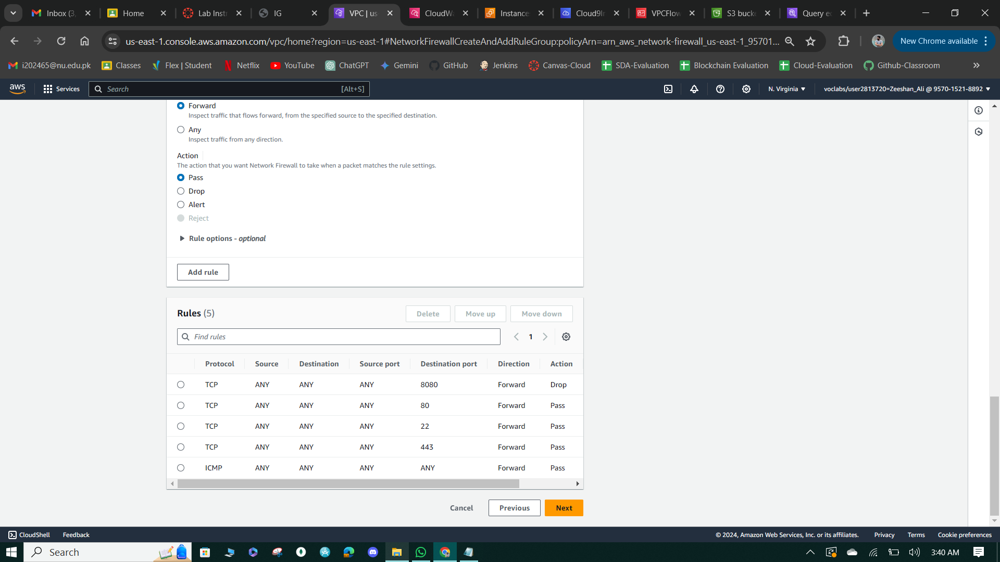 Inbox (3,
Home
Lab Instr
IG
VPC | us
CloudWa
Instance
Cloud9In
VPCFlow
S3 bucke
Query ed
us-east-1.console.aws.amazon.com/vpc/home?region=us-east-1#NetworkFirewallCreateAndAddRuleGroup:policyArn=arn_aws_network-firewall_us-east-1_95701...
New Chrome available
i202465@nu.edu.pk
Classes
Flex | Student
Netflix
YouTube
ChatGPT
Gemini
GitHub
Jenkins
Canvas-Cloud
SDA-Evaluation
Blockchain Evaluation
Cloud-Evaluation
Github-Classroom
aws
Services
Search
[Alt+S]
N. Virginia
voclabs/user2813720=Zeeshan_Ali @ 9570-1521-8892
Forward
Inspect traffic that flows forward, from the specified source to the specified destination.
Any
Inspect traffic from any direction.
Action
The action that you want Network Firewall to take when a packet matches the rule settings.
Pass
Drop
Alert
Reject
Rule options - optional
Add rule
Rules (5)
Delete
Move up
Move down
Find rules
1
Protocol Source Destination Source port Destination port Direction Action
TCP ANY ANY ANY 8080 Forward Drop
TCP ANY ANY ANY 80 Forward Pass
TCP ANY ANY ANY 22 Forward Pass
TCP ANY ANY ANY 443 Forward Pass
ICMP ANY ANY ANY ANY Forward Pass
Cancel
Previous
Next
CloudShell
Feedback
© 2024, Amazon Web Services, Inc. or its affiliates.
Privacy
Terms
Cookie preferences
Search
3:40 AM